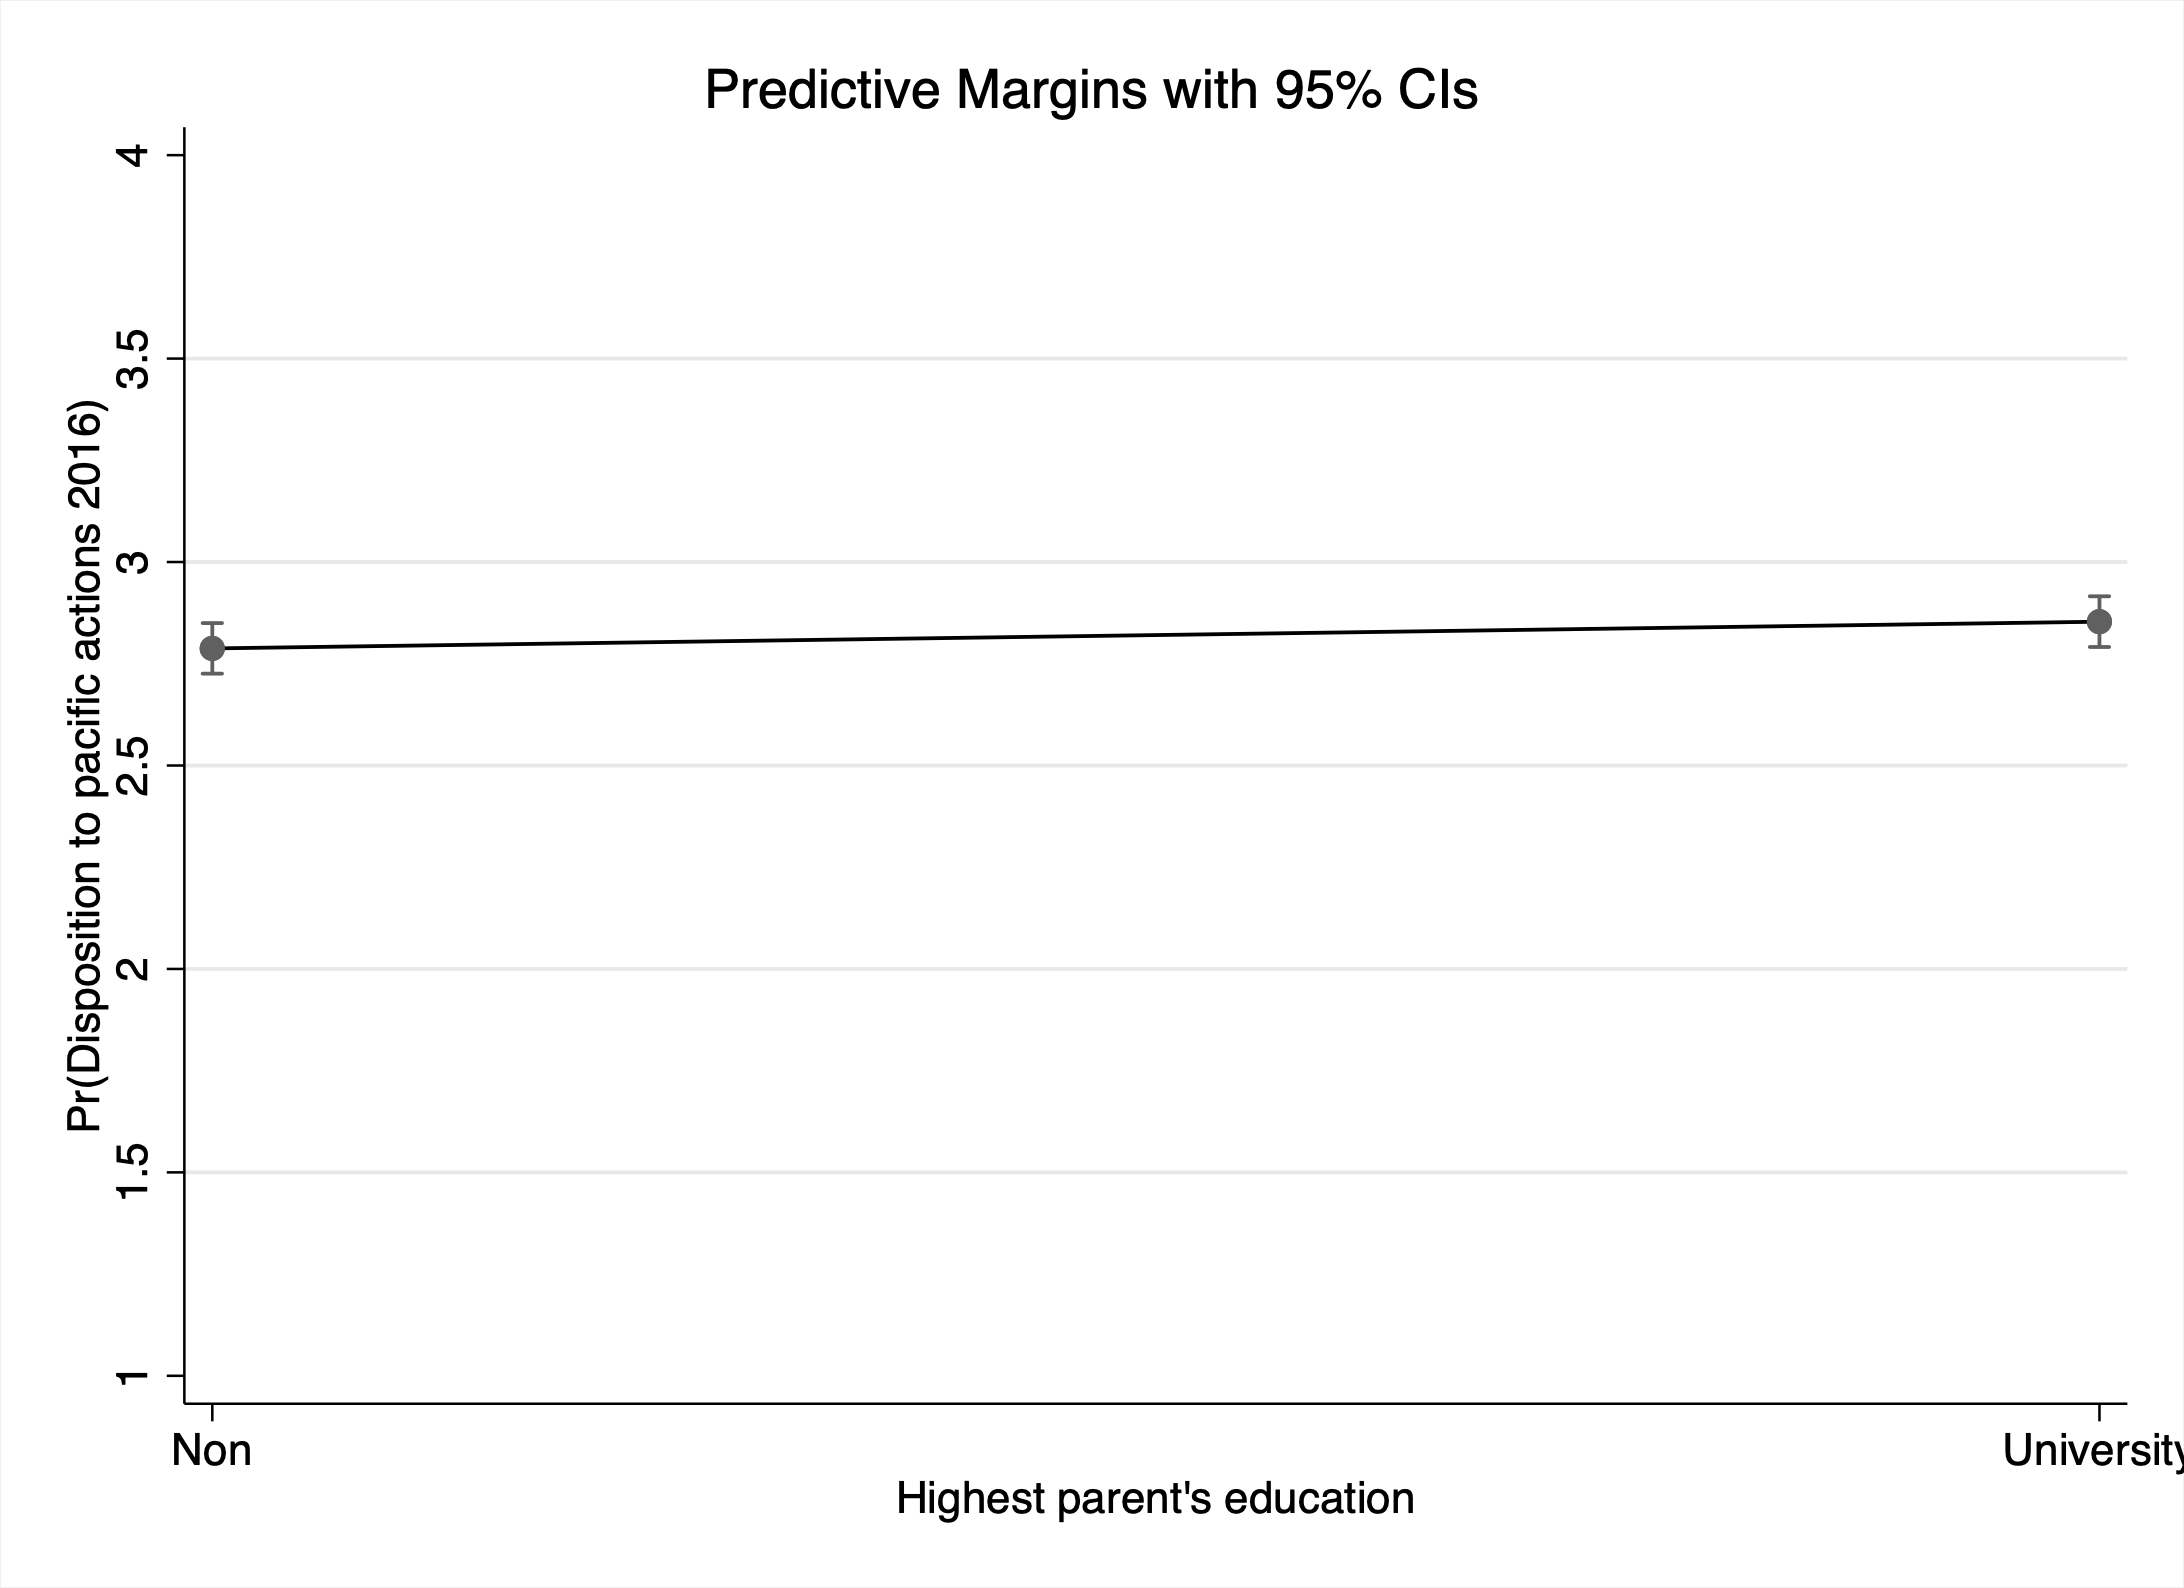 Predictive Margins with 95% CIs
Pr(Disposition to pacific actions 2016)
4
3.5
3
2.5
2
1.5
1
Non
University
Highest parent's education